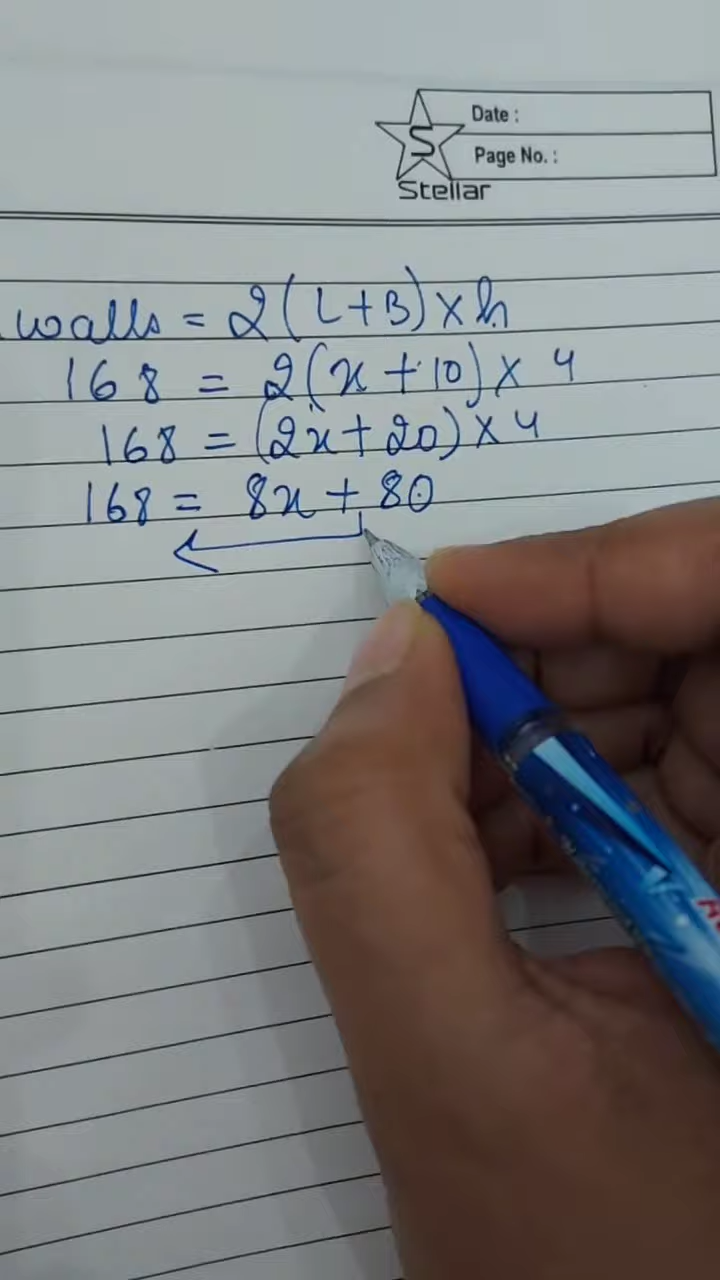 S
Date :
Page No. :
Stellar
walls = 2(L+B)×h
168 = 2(x+10)×4
168 = (2x+20)×4
168 = 8x+80